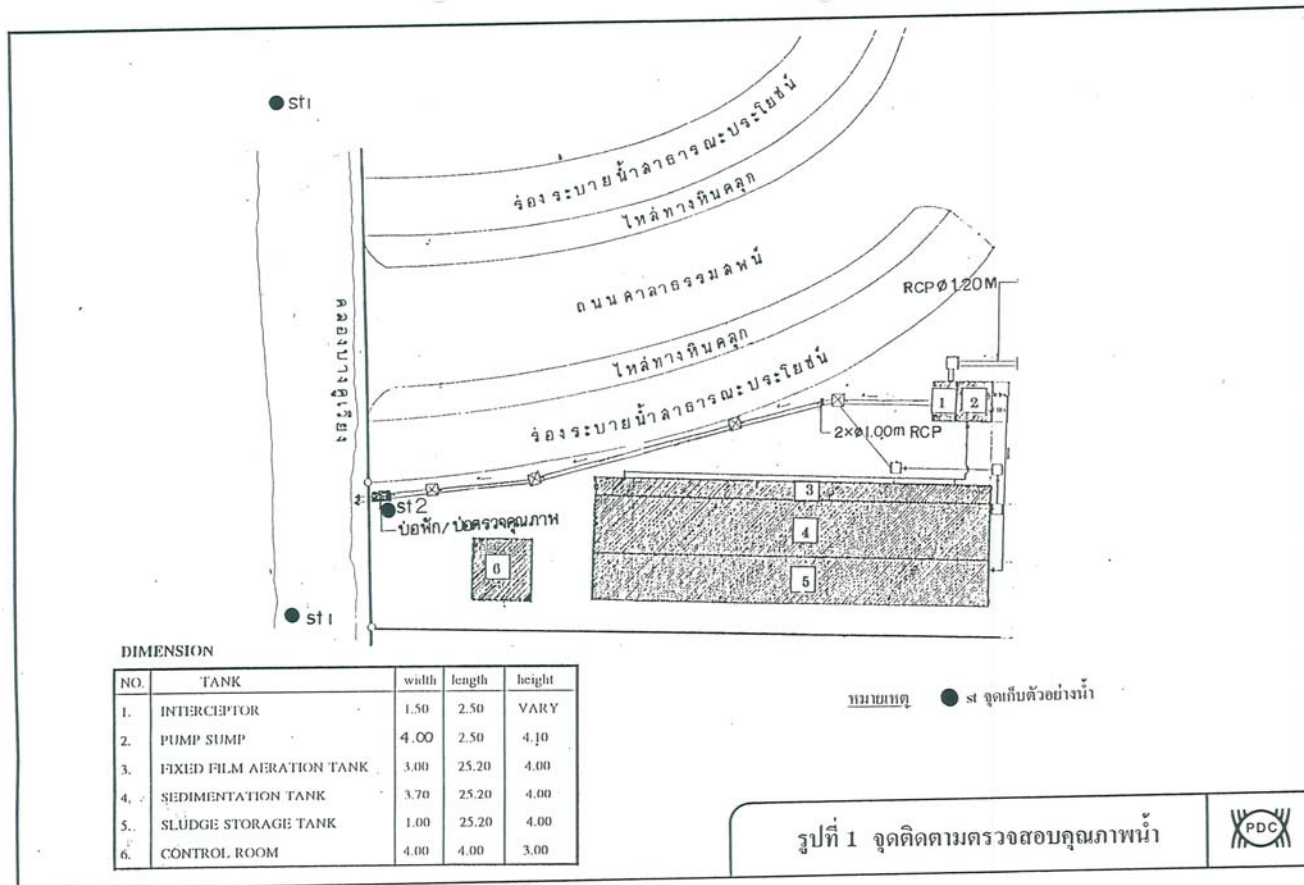 st1
ร่องระบายน้ำสาธารณะประโยชน์
ไหล่ทางหินคลุก
ถนนศาลาธรรมสพน์
RCP Ø 1.20 M
คลองบางคูเวียง
ไหล่ทางหินคลุก
ร่องระบายน้ำสาธารณะประโยชน์
1
2
2xø1.00m RCP
st2
บ่อพัก/บ่อตรวจคุณภาพ
3
4
5
6
st1
DIMENSION
NO. TANK width length height
1. INTERCEPTOR 1.50 2.50 VARY
2. PUMP SUMP 4.00 2.50 4.10
3. FIXED FILM AERATION TANK 3.00 25.20 4.00
4. SEDIMENTATION TANK 3.70 25.20 4.00
5. SLUDGE STORAGE TANK 1.00 25.20 4.00
6. CONTROL ROOM 4.00 4.00 3.00
หมายเหตุ st จุดเก็บตัวอย่างน้ำ
รูปที่ 1 จุดติดตามตรวจสอบคุณภาพน้ำ
PDC